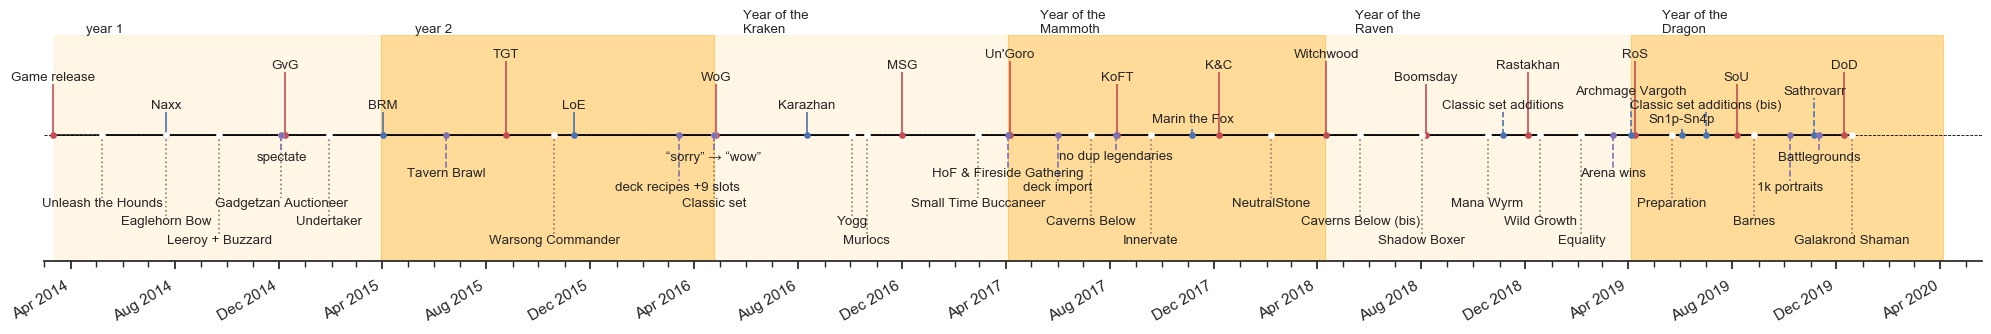 Year of the
Kraken
Year of the
Mammoth
Year of the
Raven
Year of the
Dragon
year 1
year 2
Game release
Naxx
GvG
BRM
TGT
LoE
WoG
Karazhan
MSG
Un'Goro
KoFT
Marin the Fox
K&C
Witchwood
Boomsday
Classic set additions
Rastakhan
Archmage Vargoth
RoS
Classic set additions (bis)
Sn1p-Sn4p
SoU
Sathrovarr
DoD
spectate
Tavern Brawl
“sorry” → “wow”
deck recipes +9 slots
HoF & Fireside Gathering
no dup legendaries
deck import
Arena wins
Battlegrounds
1k portraits
Unleash the Hounds
Eaglehorn Bow
Leeroy + Buzzard
Gadgetzan Auctioneer
Undertaker
Warsong Commander
Classic set
Yogg
Murlocs
Small Time Buccaneer
Caverns Below
Innervate
NeutralStone
Caverns Below (bis)
Shadow Boxer
Mana Wyrm
Wild Growth
Equality
Preparation
Barnes
Galakrond Shaman
Apr 2014
Aug 2014
Dec 2014
Apr 2015
Aug 2015
Dec 2015
Apr 2016
Aug 2016
Dec 2016
Apr 2017
Aug 2017
Dec 2017
Apr 2018
Aug 2018
Dec 2018
Apr 2019
Aug 2019
Dec 2019
Apr 2020